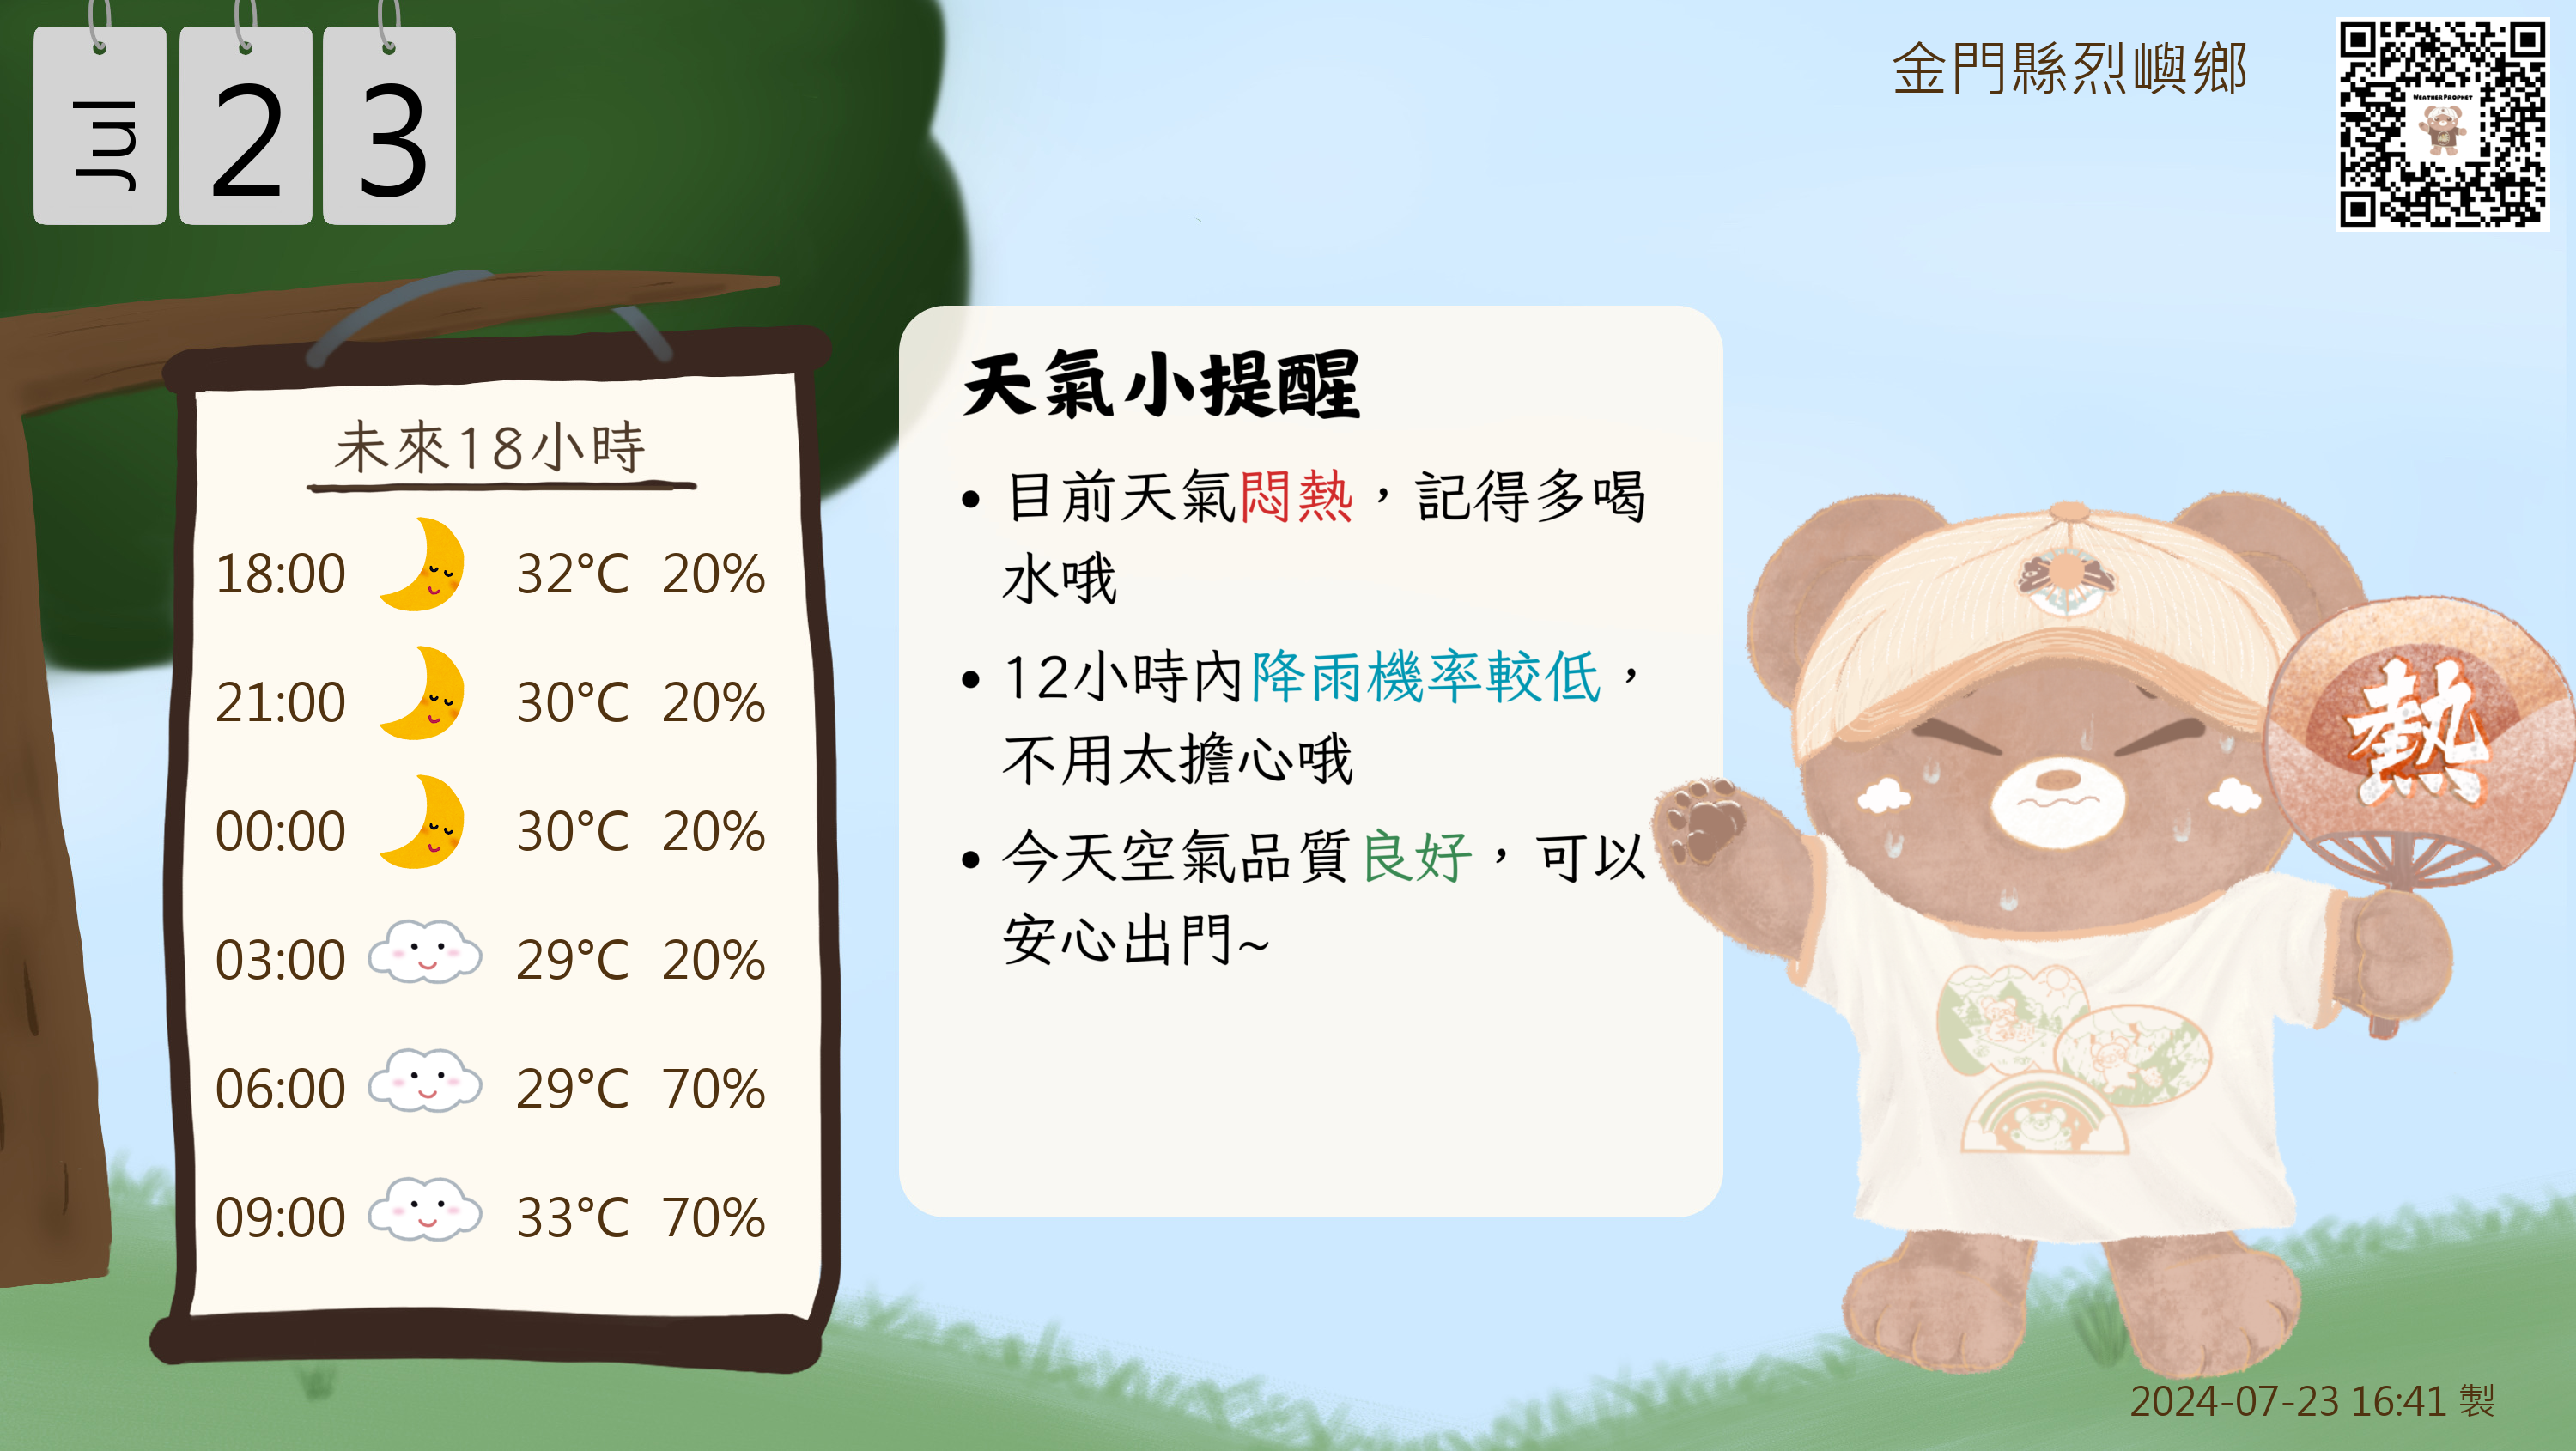 Jul
2
3
金門縣烈嶼鄉
WEATHER PROPHET
未來18小時
18:00 32°C 20%
21:00 30°C 20%
00:00 30°C 20%
03:00 29°C 20%
06:00 29°C 70%
09:00 33°C 70%
天氣小提醒
• 目前天氣悶熱，記得多喝
水哦
• 12小時內降雨機率較低，
不用太擔心哦
• 今天空氣品質良好，可以
安心出門~
熱
2024-07-23 16:41 製